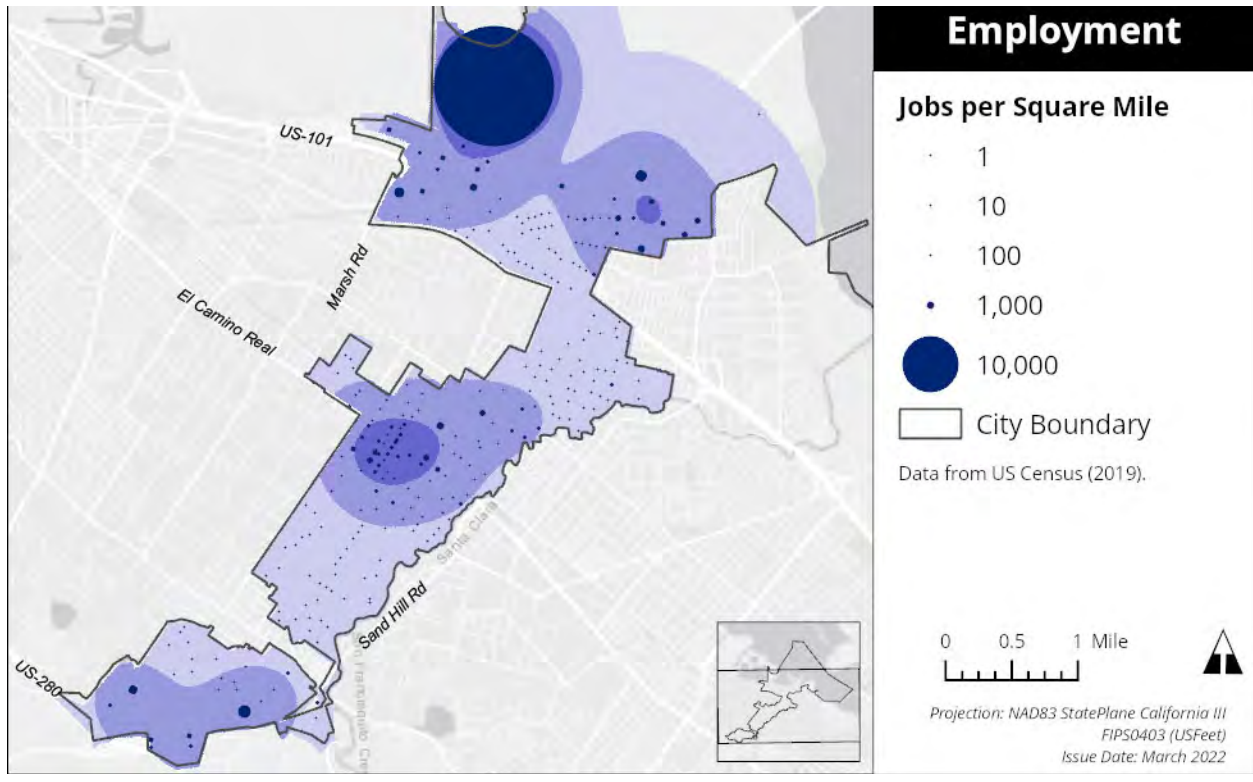 Employment
Jobs per Square Mile
1
10
100
1,000
10,000
City Boundary
Data from US Census (2019).
0 0.5 1 Mile
Projection: NAD83 StatePlane California III
FIPS0403 (USFeet)
Issue Date: March 2022
US-101
Marsh Rd
El Camino Real
Santa Clara
Sand Hill Rd
US-280